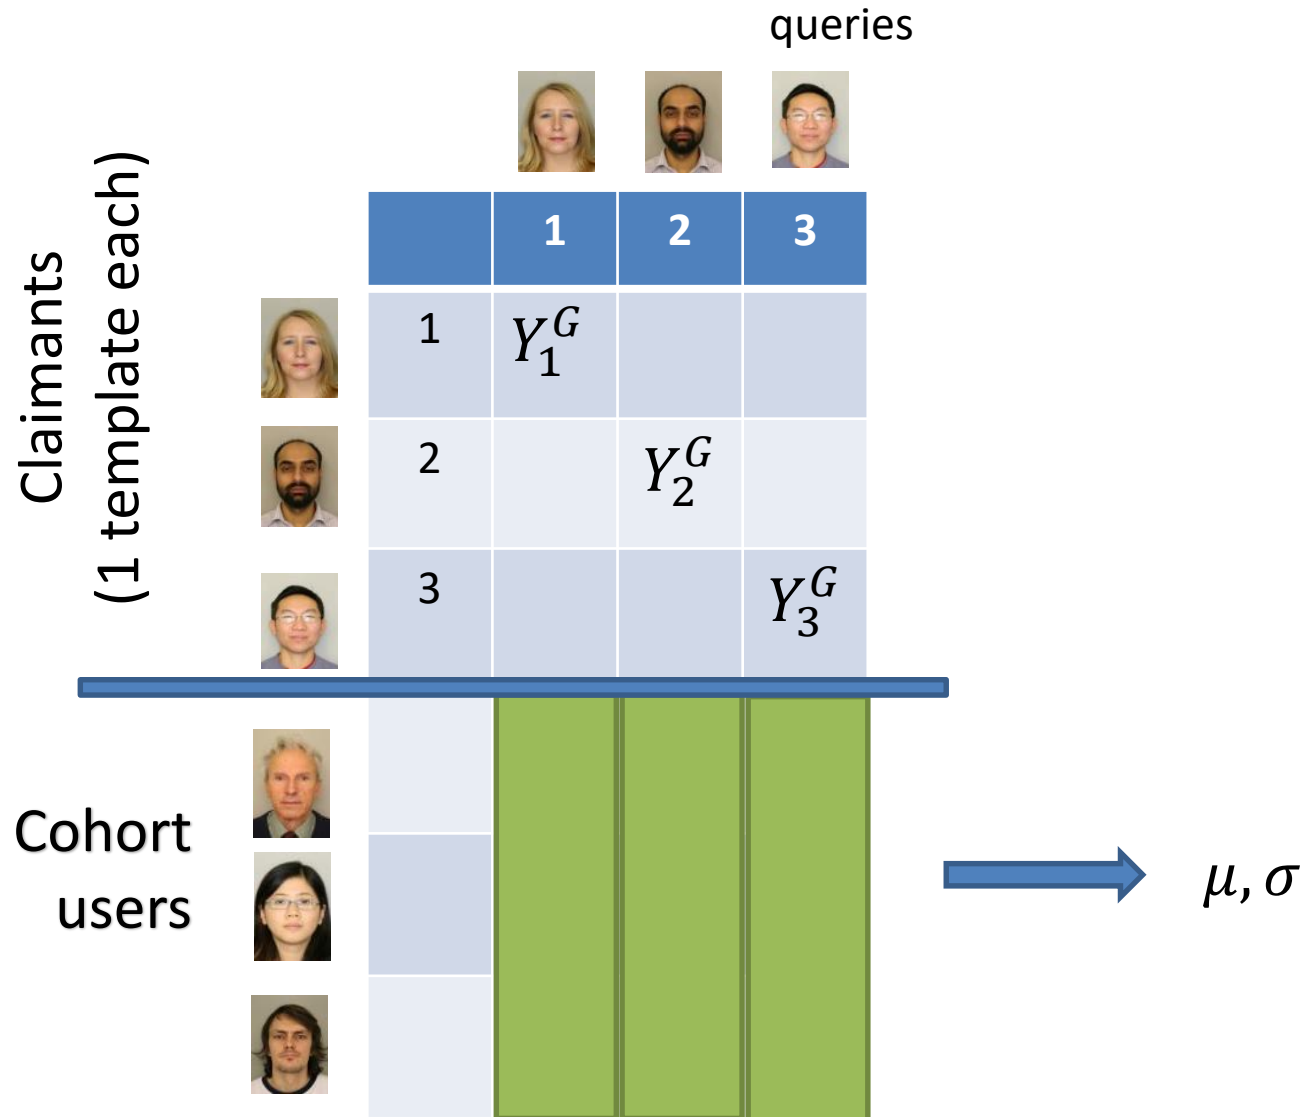 queries
Claimants
(1 template each)
1 2 3
1 Y_1^G
2 Y_2^G
3 Y_3^G
Cohort
users
μ, σ